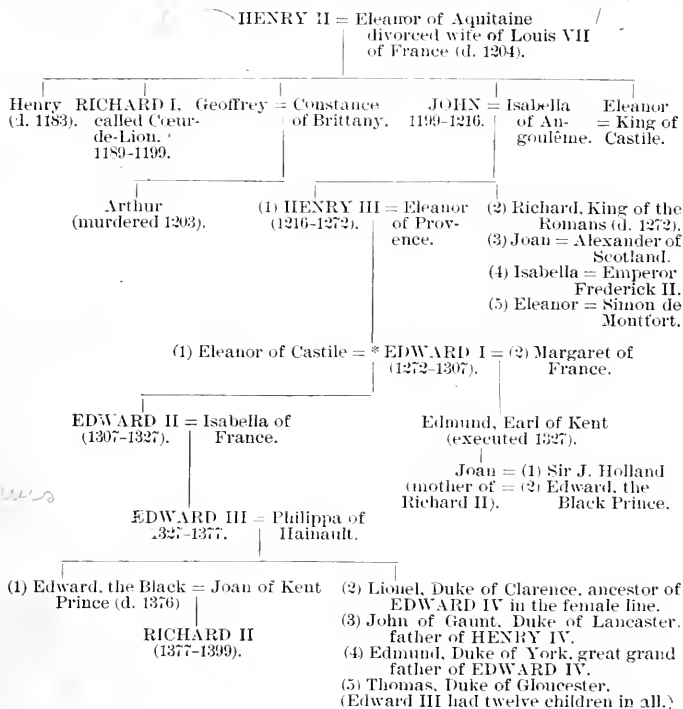 HENRY II = Eleanor of Aquitaine
divorced wife of Louis VII
of France (d. 1204).
Henry RICHARD I, Geoffrey = Constance JOHN = Isabella Eleanor
(d. 1183). called Cœur- of Brittany. 1199-1216. of An- = King of
de-Lion. goulême. Castile.
1189-1199.
Arthur (1) HENRY III = Eleanor (2) Richard, King of the
(murdered 1203). (1216-1272) of Prov- Romans (d. 1272).
ence. (3) Joan = Alexander of
Scotland.
(4) Isabella = Emperor
Frederick II.
(5) Eleanor = Simon de
Montfort.
(1) Eleanor of Castile = * EDWARD I = (2) Margaret of
(1272-1307). France.
EDWARD II = Isabella of Edmund, Earl of Kent
(1307-1327). France. (executed 1327).
Joan = (1) Sir J. Holland
(mother of = (2) Edward, the
Richard II). Black Prince.
EDWARD III = Philippa of
1327-1377. Hainault.
(1) Edward, the Black = Joan of Kent (2) Lionel, Duke of Clarence, ancestor of
Prince (d. 1376) EDWARD IV in the female line.
RICHARD II (3) John of Gaunt, Duke of Lancaster,
(1377-1399). father of HENRY IV.
(4) Edmund, Duke of York, great grand
father of EDWARD IV.
(5) Thomas, Duke of Gloucester.
(Edward III had twelve children in all.)